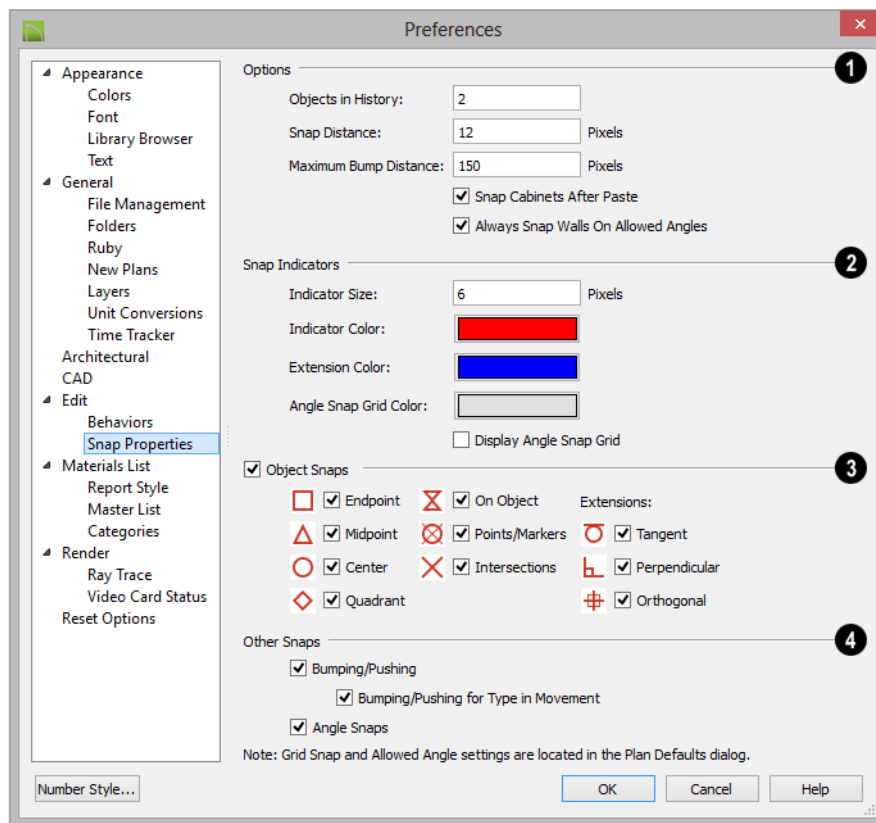 Preferences
Appearance
Colors
Font
Library Browser
Text
General
File Management
Folders
Ruby
New Plans
Layers
Unit Conversions
Time Tracker
Architectural
CAD
Edit
Behaviors
Snap Properties
Materials List
Report Style
Master List
Categories
Render
Ray Trace
Video Card Status
Reset Options
Options 1
Objects in History: 2
Snap Distance: 12 Pixels
Maximum Bump Distance: 150 Pixels
Snap Cabinets After Paste
Always Snap Walls On Allowed Angles
Snap Indicators 2
Indicator Size: 6 Pixels
Indicator Color:
Extension Color:
Angle Snap Grid Color:
Display Angle Snap Grid
Object Snaps 3
Endpoint On Object Extensions:
Midpoint Points/Markers Tangent
Center Intersections Perpendicular
Quadrant Orthogonal
Other Snaps 4
Bumping/Pushing
Bumping/Pushing for Type in Movement
Angle Snaps
Note: Grid Snap and Allowed Angle settings are located in the Plan Defaults dialog.
Number Style... OK Cancel Help